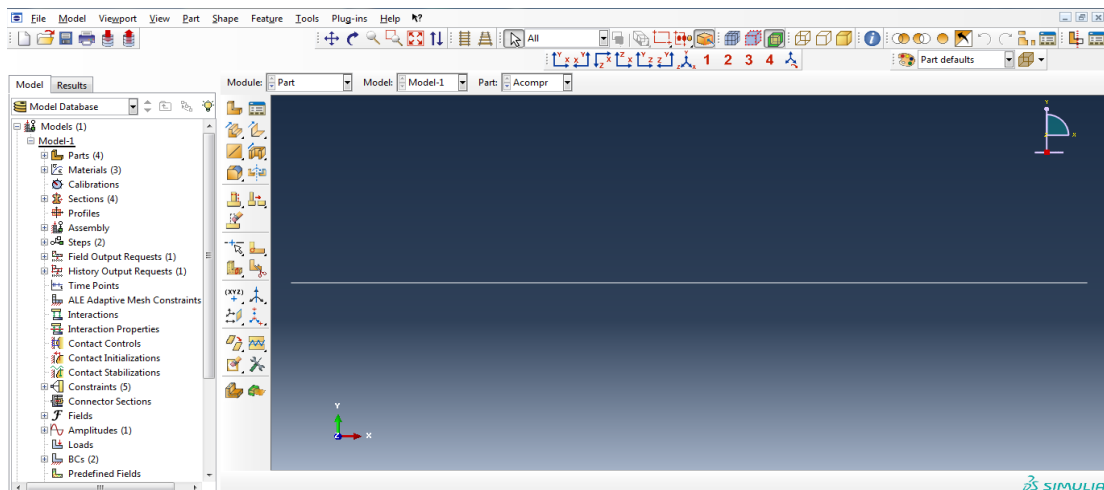 File Model Viewport View Part Shape Feature Tools Plug-ins Help
All
1 2 3 4 Part defaults
Model Results Module: Part Model: Model-1 Part: Acompr
Model Database
Models (1)
Model-1
Parts (4)
Materials (3)
Calibrations
Sections (4)
Profiles
Assembly
Steps (2)
Field Output Requests (1)
History Output Requests (1)
Time Points
ALE Adaptive Mesh Constraints
Interactions
Interaction Properties
Contact Controls
Contact Initializations
Contact Stabilizations
Constraints (5)
Connector Sections
Fields
Amplitudes (1)
Loads
BCs (2)
Predefined Fields
(XYZ)
Y
X
Y
X
SIMULIA